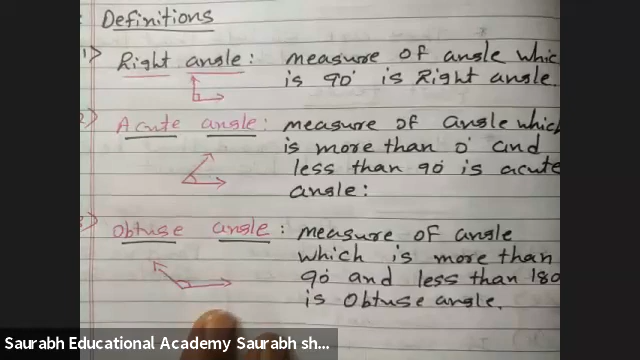 Definitions
1) Right angle: measure of angle whic
is 90° is Right angle.
2) Acute angle: measure of angle which
is more than 0° and
less than 90° is acute
angle:
Obtuse angle: measure of angle
which is more than
90° and less than 180
is Obtuse angle.
Saurabh Educational Academy Saurabh sh...